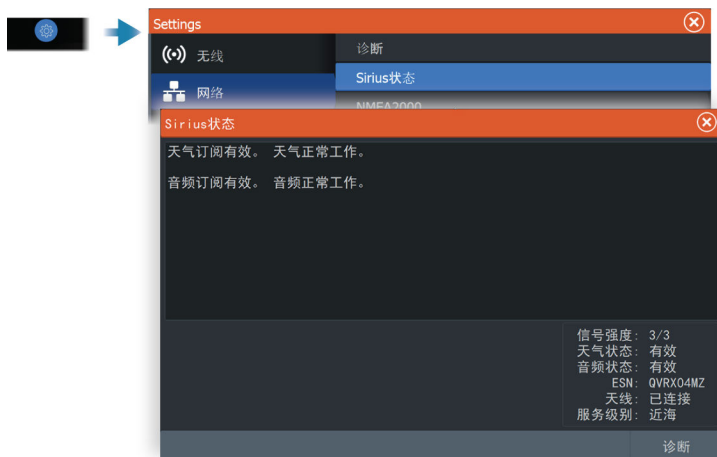 Settings
无线
诊断
Sirius状态
网络
NMEA2000
Sirius状态
天气订阅有效。 天气正常工作。
音频订阅有效。 音频正常工作。
信号强度: 3/3
天气状态: 有效
音频状态: 有效
ESN: QVRX04MZ
天线: 已连接
服务级别: 近海
诊断